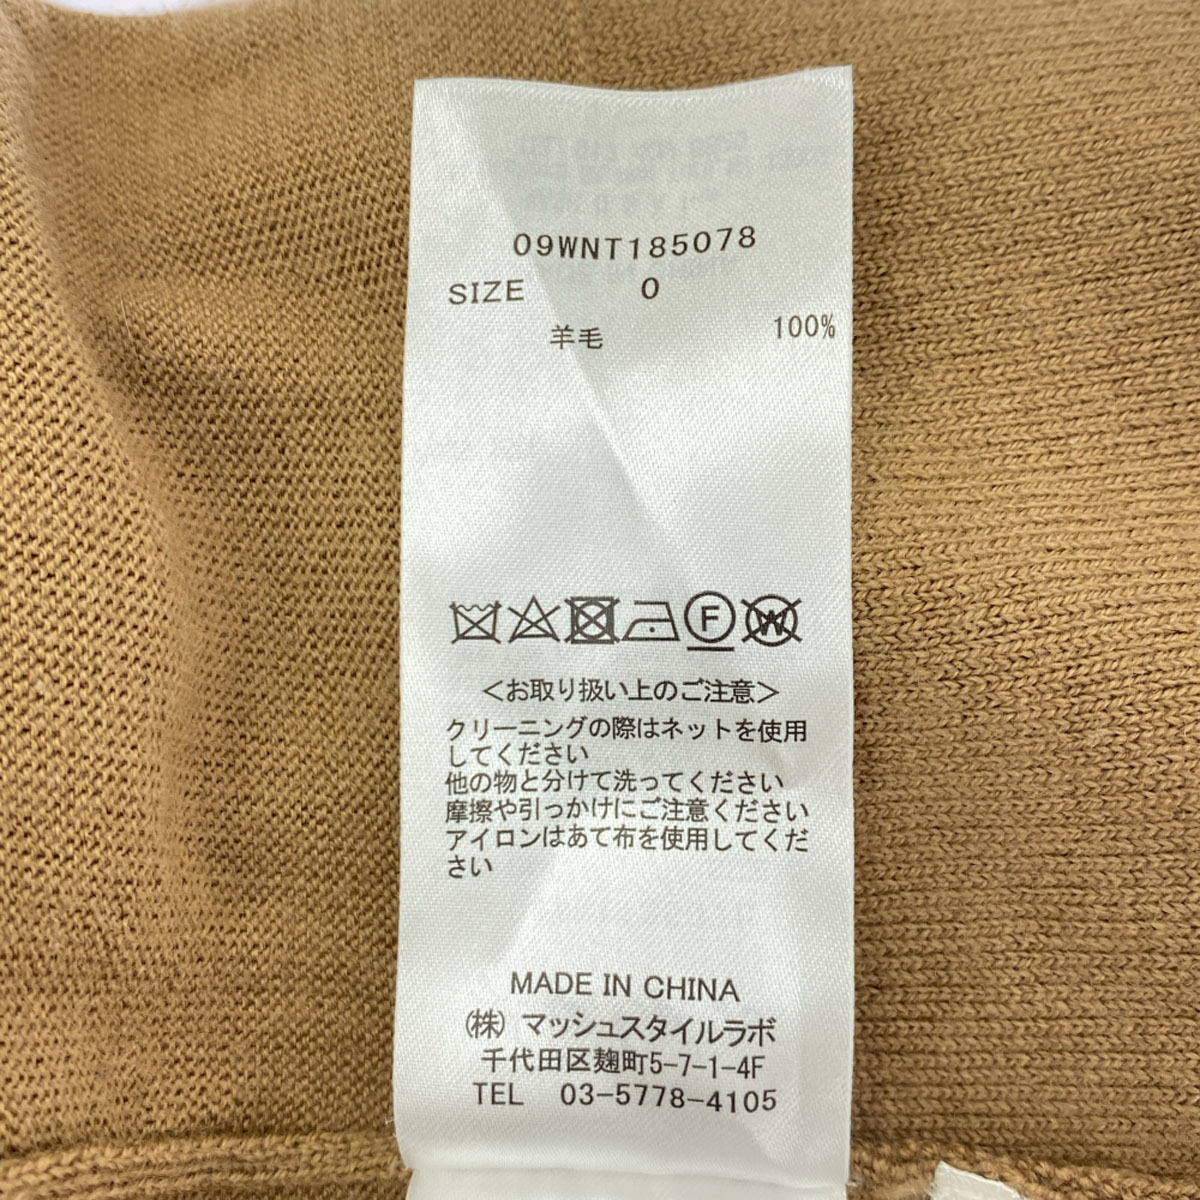 09WNT185078
SIZE 0
羊毛 100%
F W
<お取り扱い上のご注意>
クリーニングの際はネットを使用
してください
他の物と分けて洗ってください
摩擦や引っかけにご注意ください
アイロンはあて布を使用してくだ
さい
MADE IN CHINA
(株) マッシュスタイルラボ
千代田区麹町5-7-1-4F
TEL 03-5778-4105